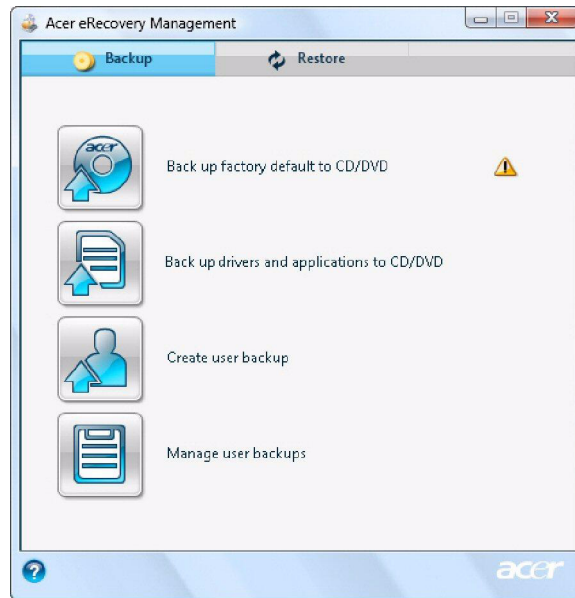 Acer eRecovery Management
Backup
Restore
acer
Back up factory default to CD/DVD
Back up drivers and applications to CD/DVD
Create user backup
Manage user backups
?
acer